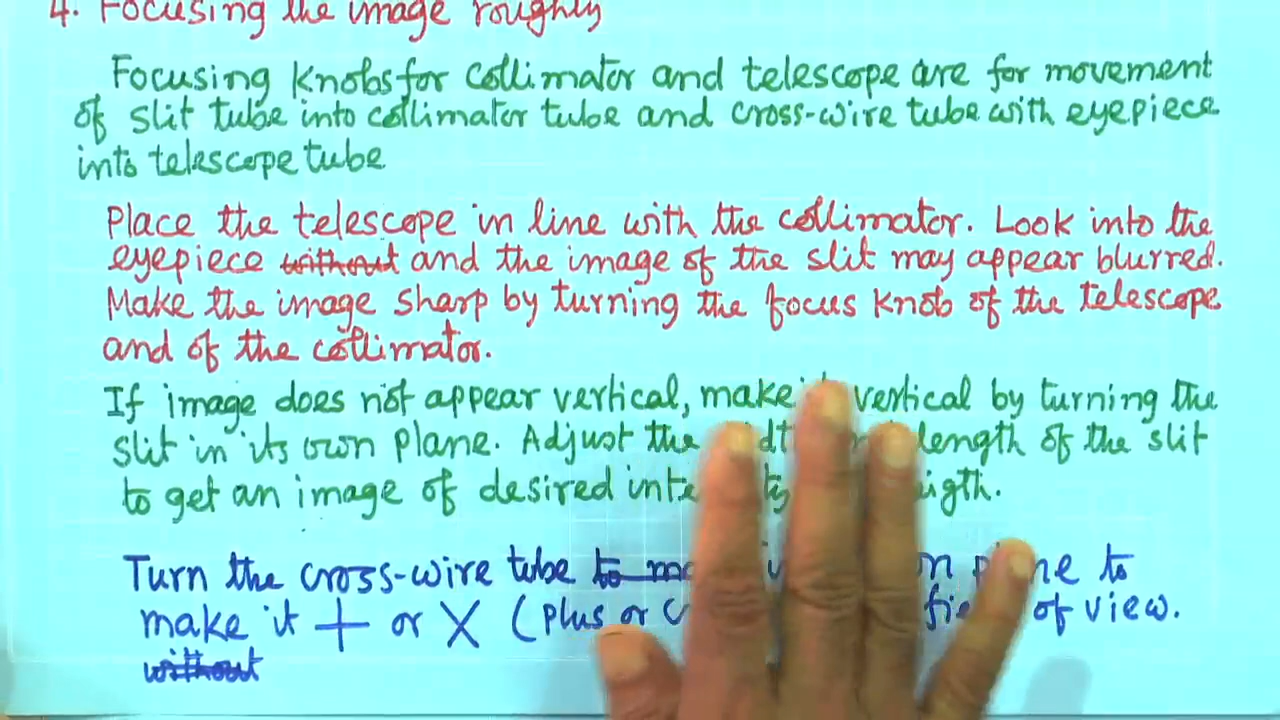 4. Focusing the image roughly
Focusing knobs for collimator and telescope are for movement
of slit tube into collimator tube and cross-wire tube with eyepiece
into telescope tube
Place the telescope in line with the collimator. Look into the
eyepiece without and the image of the slit may appear blurred.
Make the image sharp by turning the focus knob of the telescope
and of the collimator.
If image does not appear vertical, make vertical by turning the
slit in its own plane. Adjust the length of the slit
to get an image of desired
Turn the cross-wire tube to to
make it + or X (plus or of view.
without